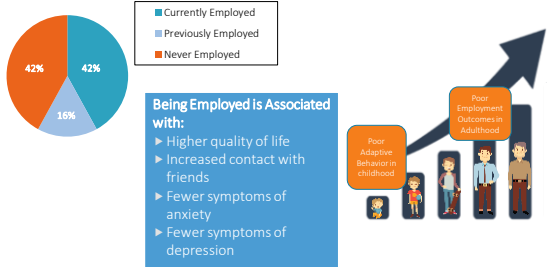 Currently Employed
Previously Employed
Never Employed
42%
42%
16%
Being Employed is Associated
with:
Higher quality of life
Increased contact with
friends
Fewer symptoms of
anxiety
Fewer symptoms of
depression
Poor
Adaptive
Behavior in
childhood
Poor
Employment
Outcomes in
Adulthood